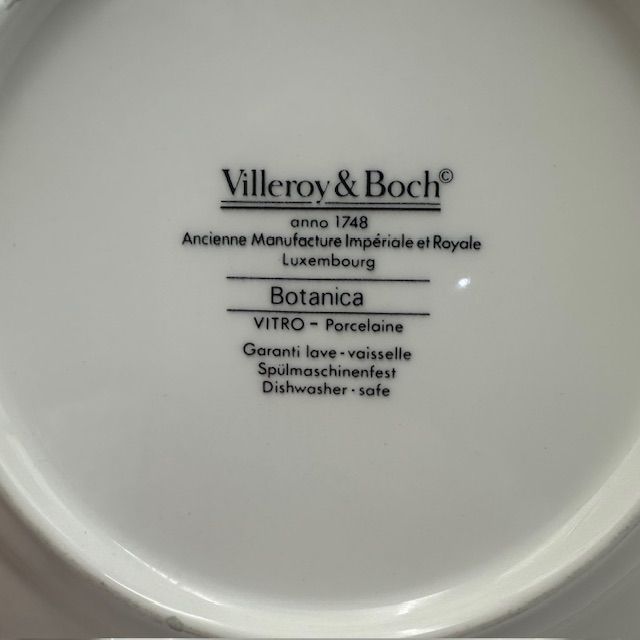 Villeroy & Boch©
anno 1748
Ancienne Manufacture Impériale et Royale
Luxembourg
Botanica
VITRO - Porcelaine
Garanti lave-vaisselle
Spülmaschinenfest
Dishwasher-safe